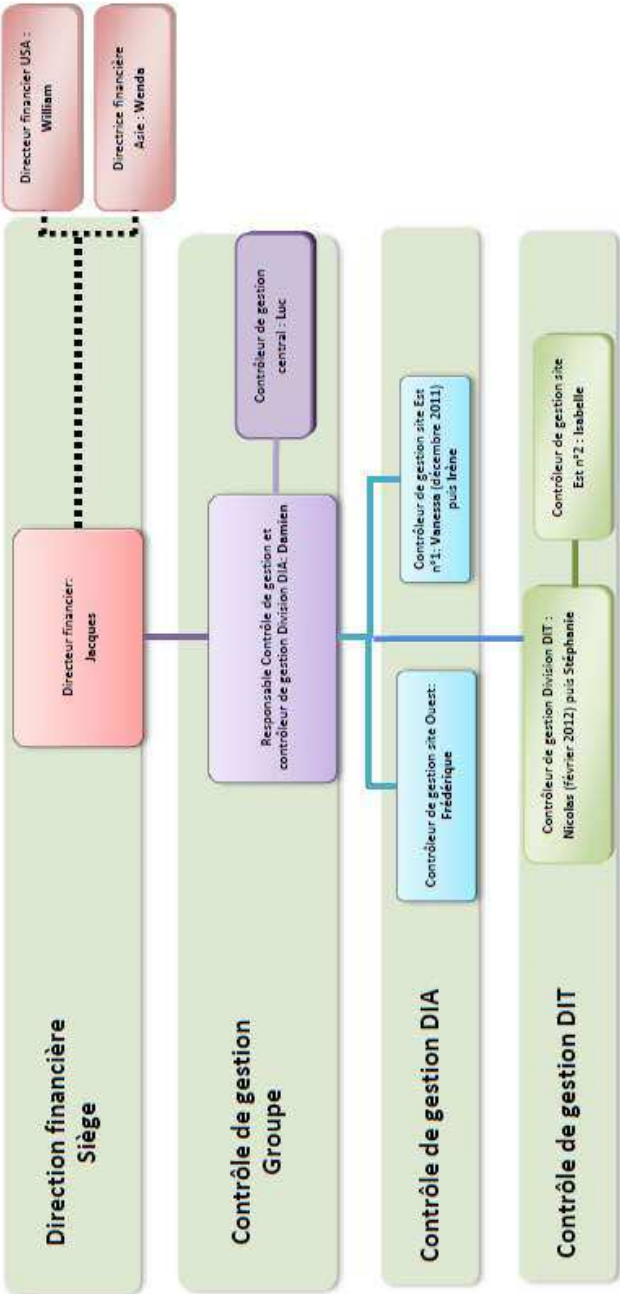 Direction financière
Siège
Directeur financier:
Jacques
Directeur financier USA :
William
Directrice financière
Asie : Wenda
Contrôle de gestion
Groupe
Responsable Contrôle de gestion et
contrôleur de gestion Division DIA: Damien
Contrôleur de gestion
central : Luc
Contrôle de gestion DIA
Contrôleur de gestion site Ouest:
Frédérique
Contrôleur de gestion site Est
n°1: Vanessa (décembre 2011)
puis Irène
Contrôle de gestion DIT
Contrôleur de gestion Division DIT :
Nicolas (février 2012) puis Stéphanie
Contrôleur de gestion site
Est n°2 : Isabelle